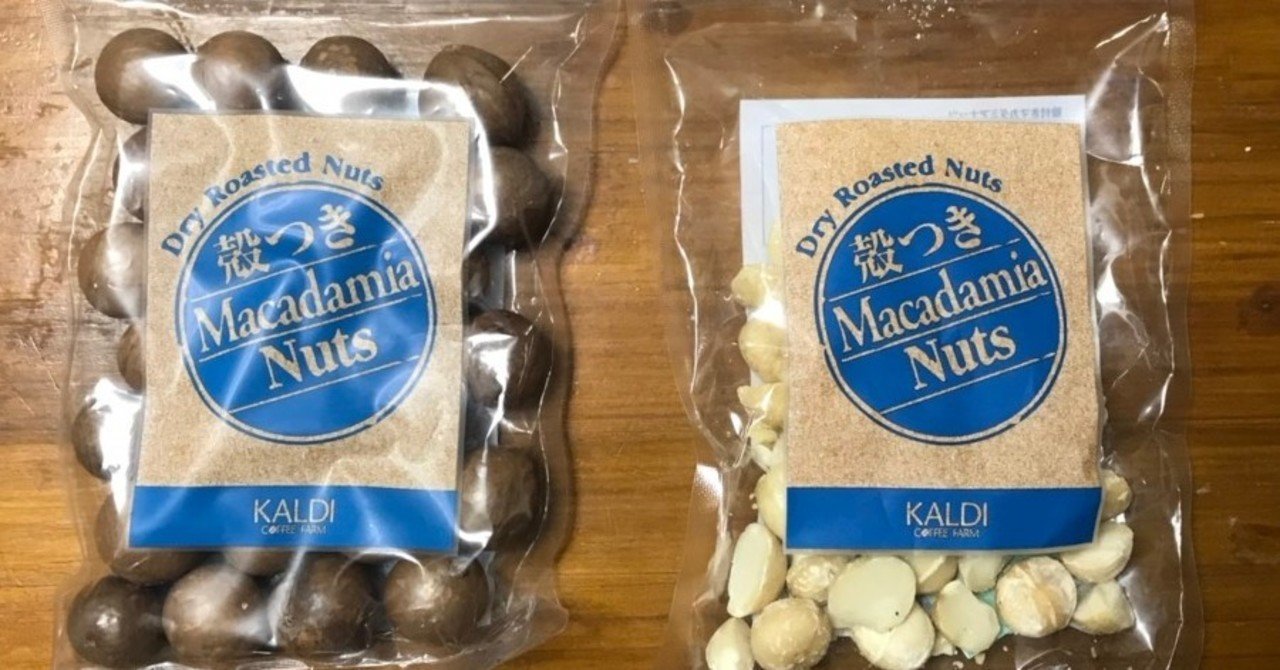 Dry Roasted Nuts
殻つき
Macadamia
Nuts
KALDI
COFFEE FARM
Dry Roasted Nuts
殻つき
Macadamia
Nuts
KALDI
COFFEE FARM